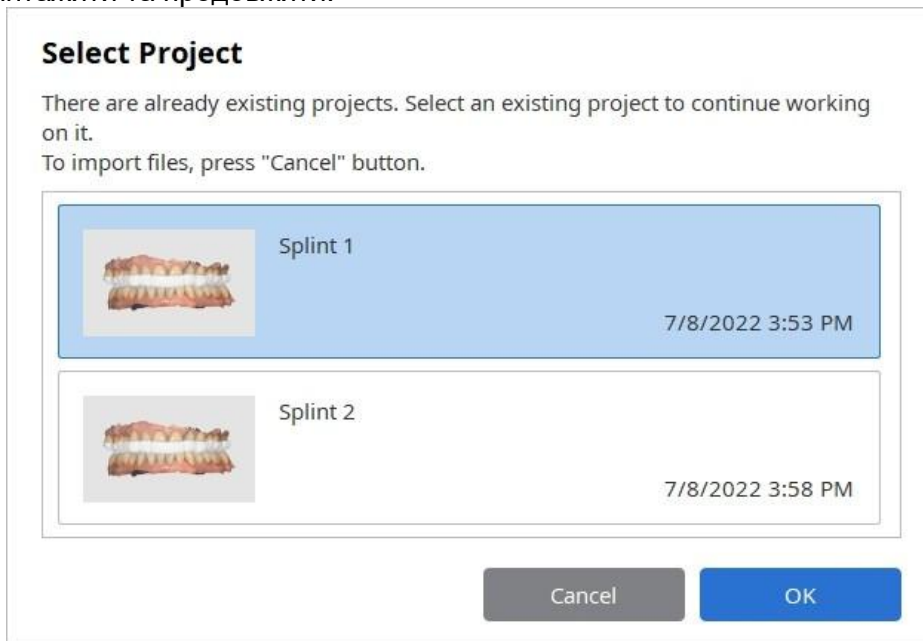 Select Project
There are already existing projects. Select an existing project to continue working
on it.
To import files, press "Cancel" button.
Splint 1
7/8/2022 3:53 PM
Splint 2
7/8/2022 3:58 PM
Cancel
OK